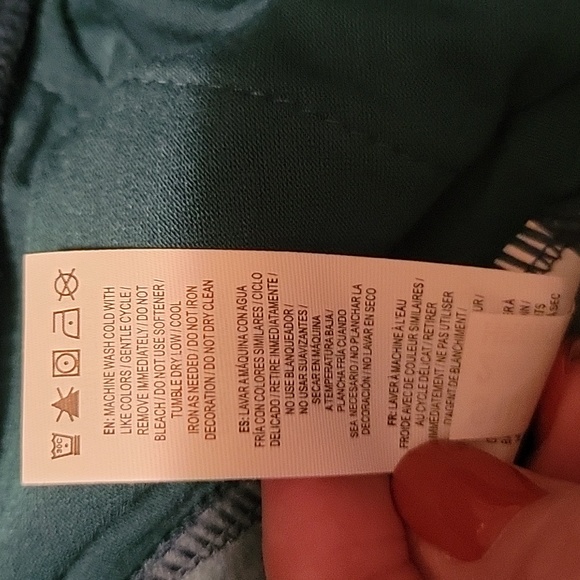 30C
EN: MACHINE WASH COLD WITH
LIKE COLORS / GENTLE CYCLE /
REMOVE IMMEDIATELY / DO NOT
BLEACH / DO NOT USE SOFTENER /
TUMBLE DRY LOW / COOL
IRON AS NEEDED / DO NOT IRON
DECORATION / DO NOT DRY CLEAN
ES: LAVAR A MÁQUINA CON AGUA
FRÍA CON COLORES SIMILARES / CICLO
DELICADO / RETIRE INMEDIATAMENTE /
NO USE BLANQUEADOR /
NO USAR SUAVIZANTES /
SECAR EN MÁQUINA
A TEMPERATURA BAJA /
PLANCHA FRÍA CUANDO
SEA NECESARIO / NO PLANCHAR LA
DECORACIÓN / NO LAVAR EN SECO
FR: LAVER À MACHINE À L'EAU
FROIDE AVEC DE COULEUR SIMILAIRES /
AU CYCLE DÉLICAT / RETIRER
IMMÉDIATEMENT / NE PAS UTILISER
D'AGENT DE BLANCHIMENT /
UR /